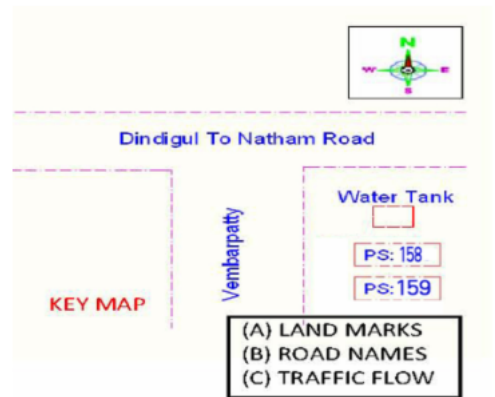 N
W E
S
Dindigul To Natham Road
Water Tank
Vembarpatty
PS: 158
PS:159
KEY MAP
(A) LAND MARKS
(B) ROAD NAMES
(C) TRAFFIC FLOW